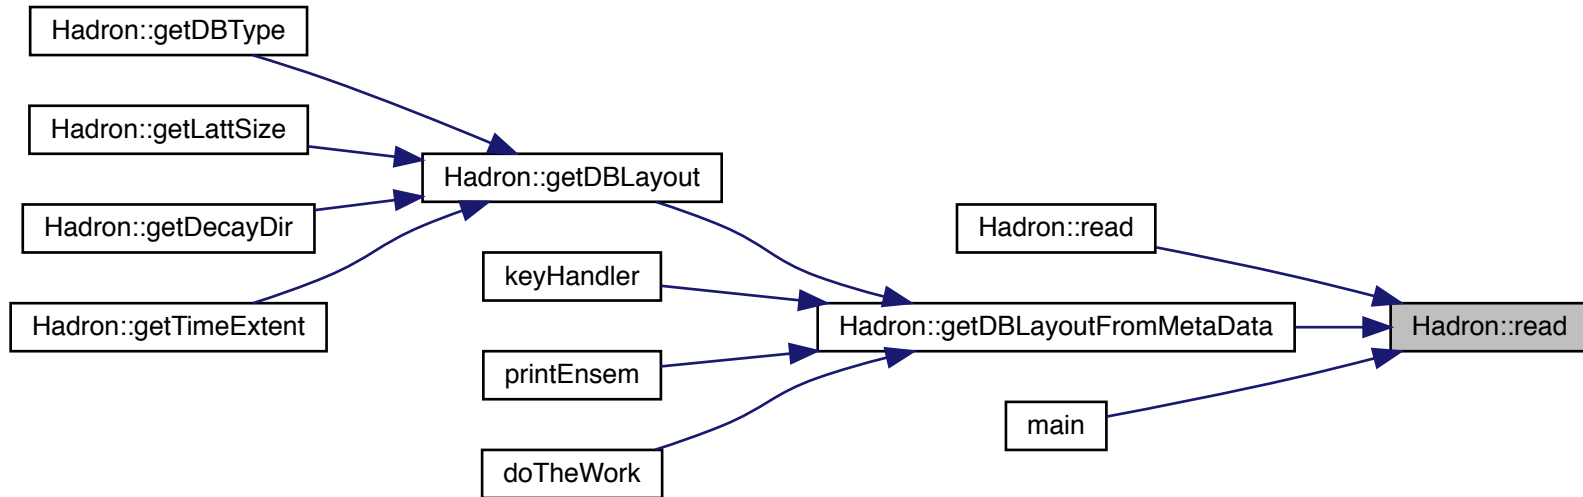 Hadron::getDBType
Hadron::getLattSize
Hadron::getDBLayout
Hadron::getDecayDir
Hadron::read
keyHandler
Hadron::getTimeExtent
Hadron::getDBLayoutFromMetaData
Hadron::read
printEnsem
main
doTheWork